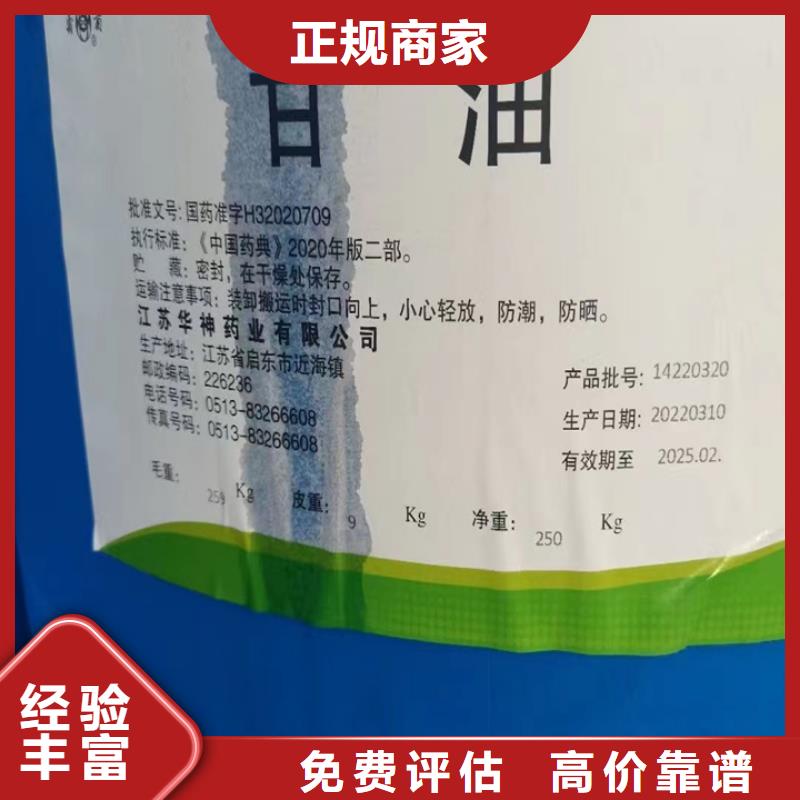 正规商家
甘 油
批准文号: 国药准字H32020709
执行标准: 《中国药典》2020年版二部。
贮 藏: 密封，在干燥处保存。
运输注意事项: 装卸搬运时封口向上，小心轻放，防潮，防晒。
江苏华神药业有限公司
生产地址: 江苏省启东市近海镇
邮政编码: 226236
电话号码: 0513-83266608
传真号码: 0513-83266608
产品批号: 14220320
生产日期: 20220310
有效期至 2025.02.
毛重: 259 Kg 皮重: 9 Kg 净重: 250 Kg
经验
丰富
免费评估 高价靠谱